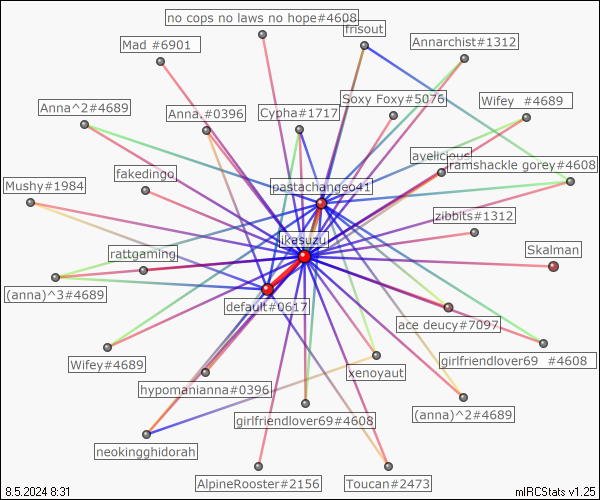 no cops no laws no hope#4608
frisout
Mad #6901
Annarchist#1312
Soxy Foxy#5076
Wifey  #4689
Anna^2#4689
Anna.#0396
Cypha#1717
avelicious
ramshackle gorey#4608
fakedingo
Mushy#1984
pastachangeo41
zibbits#1312
ikesuzu
Skalman
rattgaming
(anna)^3#4689
default#0617
ace deucy#7097
Wifey#4689
girlfriendlover69  #4608
xenoyaut
hypomanianna#0396
(anna)^2#4689
girlfriendlover69#4608
neokingghidorah
AlpineRooster#2156
Toucan#2473
8.5.2024 8:31
mIRCStats v1.25